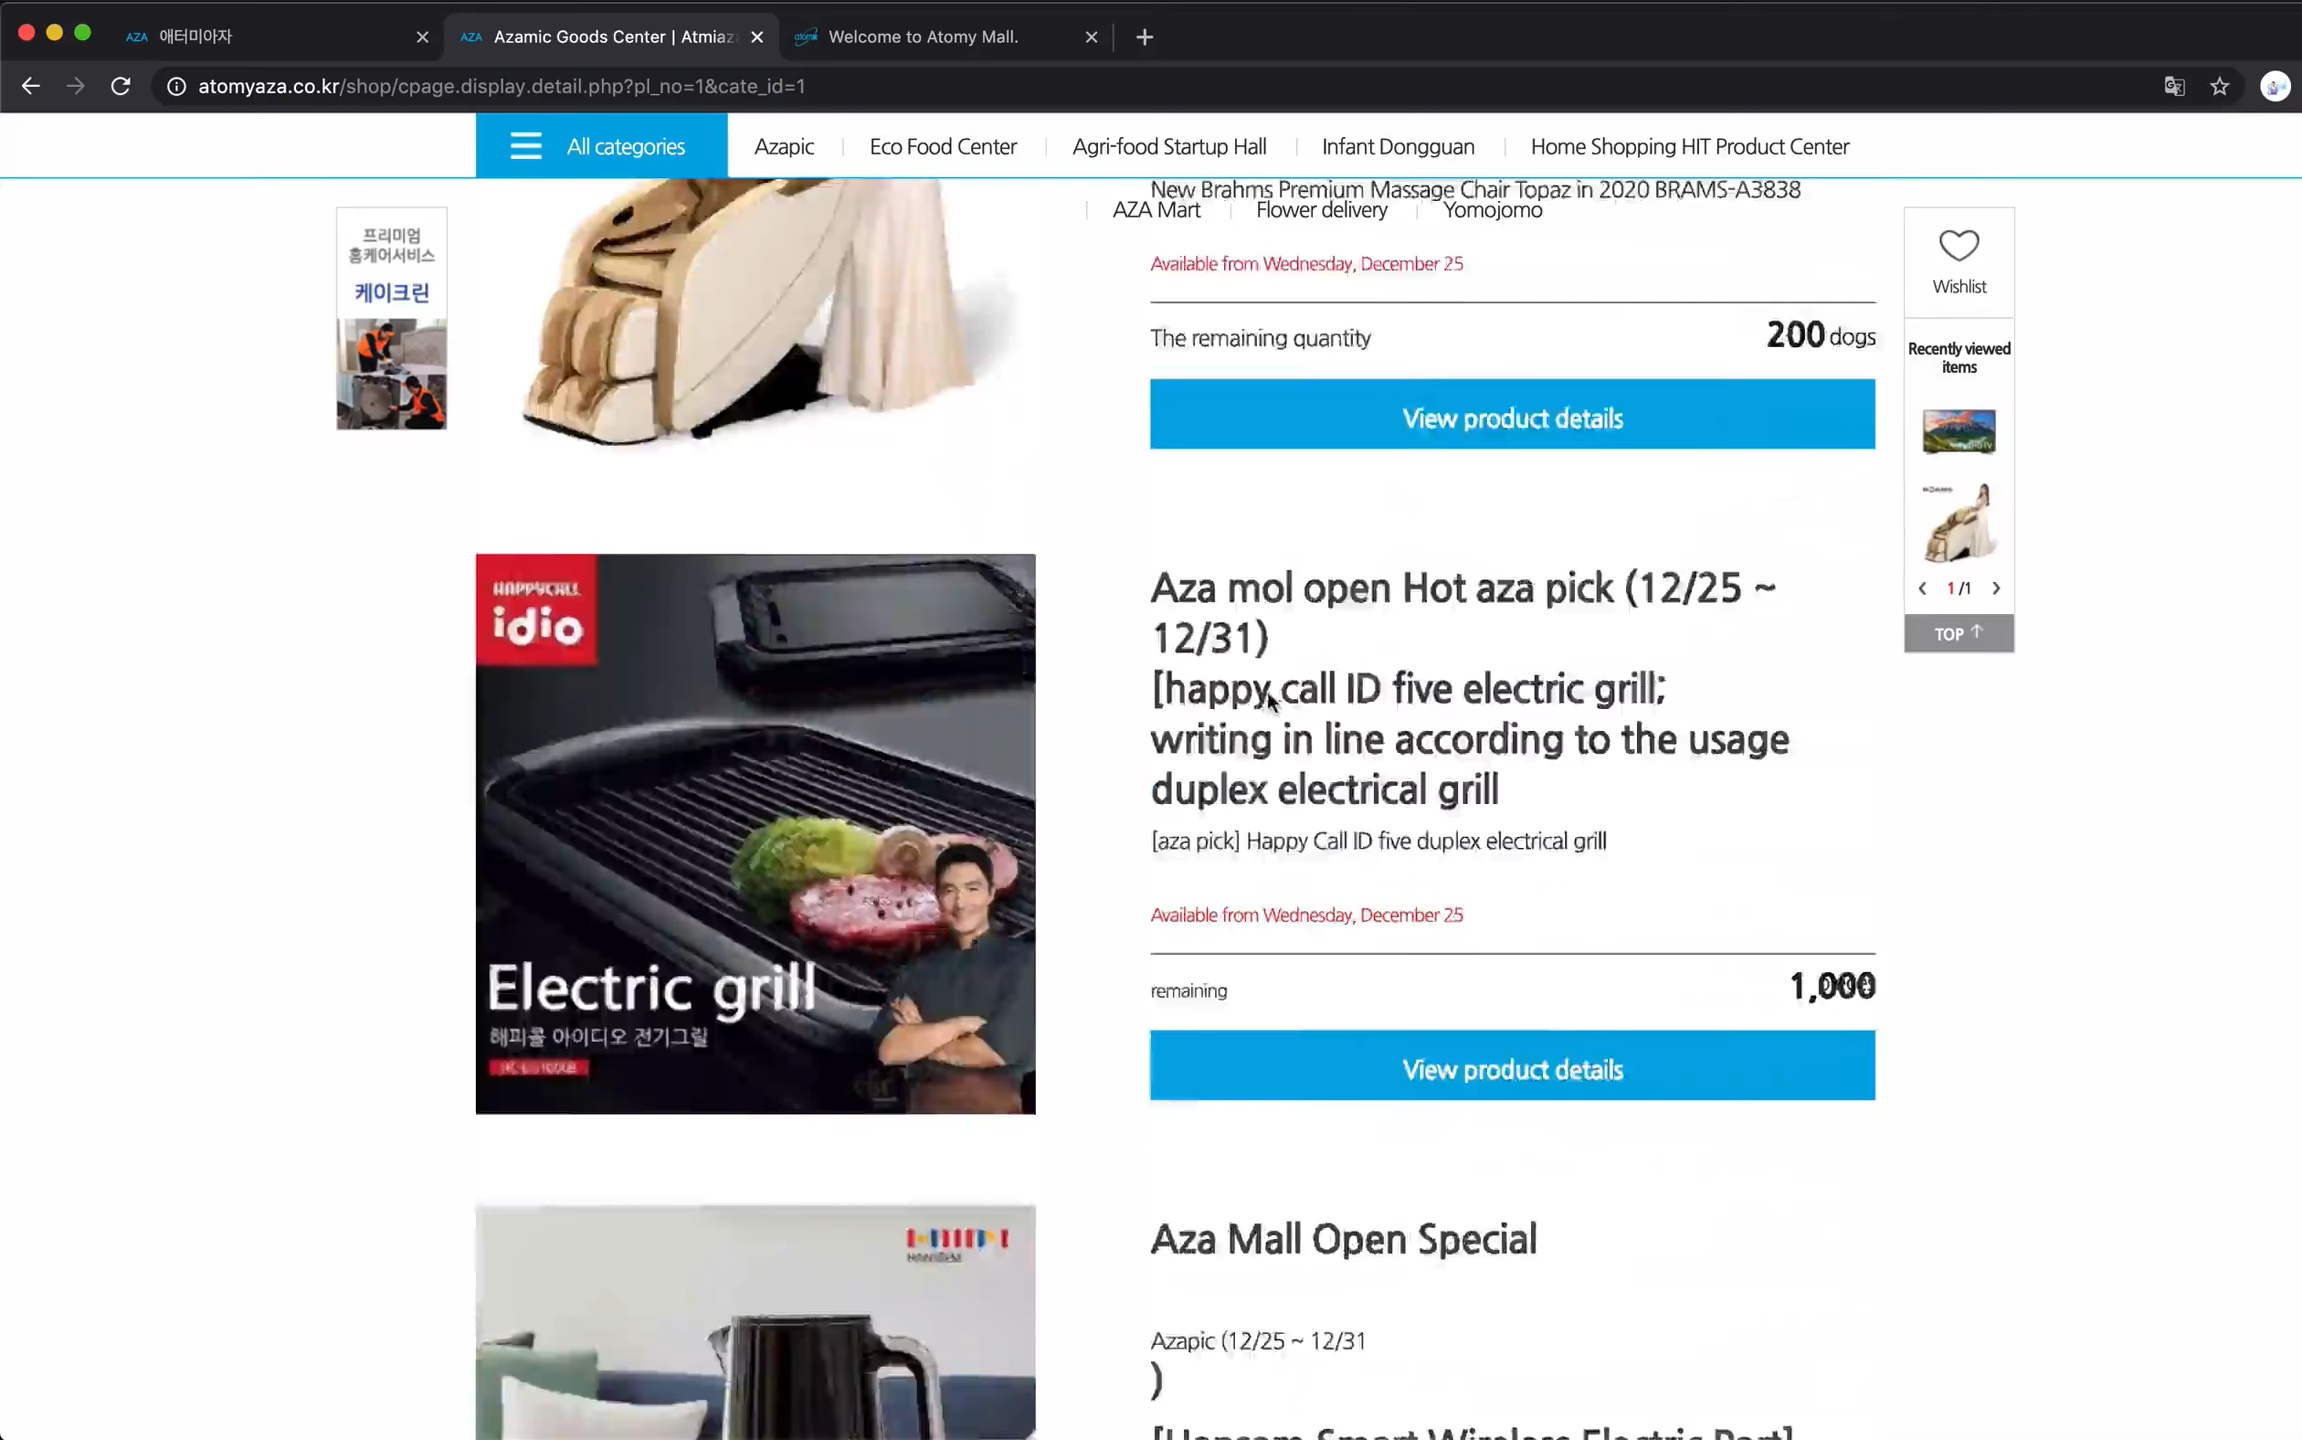 AZA 애터미아자
AZA Azamic Goods Center | Atmiaz
Welcome to Atomy Mall.
atomyaza.co.kr/shop/cpage.display.detail.php?pl_no=1&cate_id=1
All categories
Azapic
Eco Food Center
Agri-food Startup Hall
Infant Dongguan
Home Shopping HIT Product Center
AZA Mart
Flower delivery
Yomojomo
New Brahms Premium Massage Chair Topaz in 2020 BRAMS-A3838
Available from Wednesday, December 25
The remaining quantity
200 dogs
View product details
프리미엄
홈케어서비스
케이크린
Wishlist
Recently viewed
items
1 /1
TOP
HAPPYCALL
idio
Electric grill
해피콜 아이디오 전기그릴
Aza mol open Hot aza pick (12/25 ~
12/31)
[happy call ID five electric grill;
writing in line according to the usage
duplex electrical grill
[aza pick] Happy Call ID five duplex electrical grill
Available from Wednesday, December 25
remaining
1,000
View product details
Aza Mall Open Special
Azapic (12/25 ~ 12/31
)